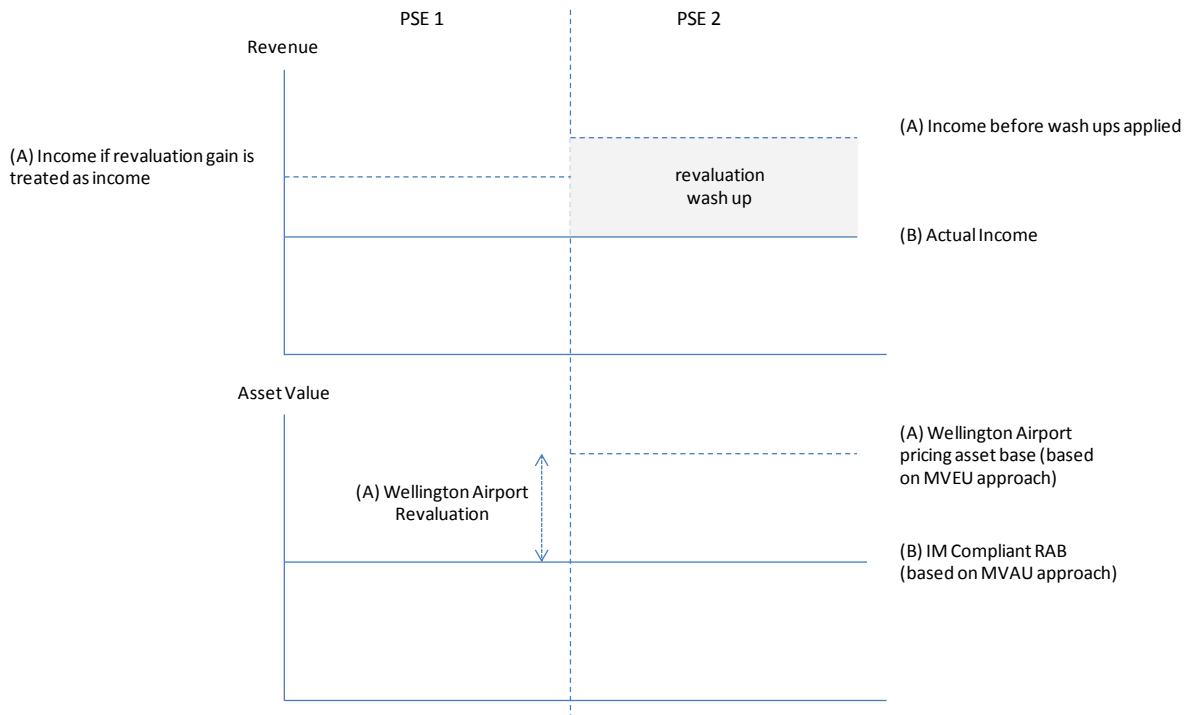 PSE 1
PSE 2
Revenue
(A) Income before wash ups applied
(A) Income if revaluation gain is
treated as income
revaluation
wash up
(B) Actual Income
Asset Value
(A) Wellington Airport
pricing asset base (based
on MVEU approach)
(A) Wellington Airport
Revaluation
(B) IM Compliant RAB
(based on MVAU approach)